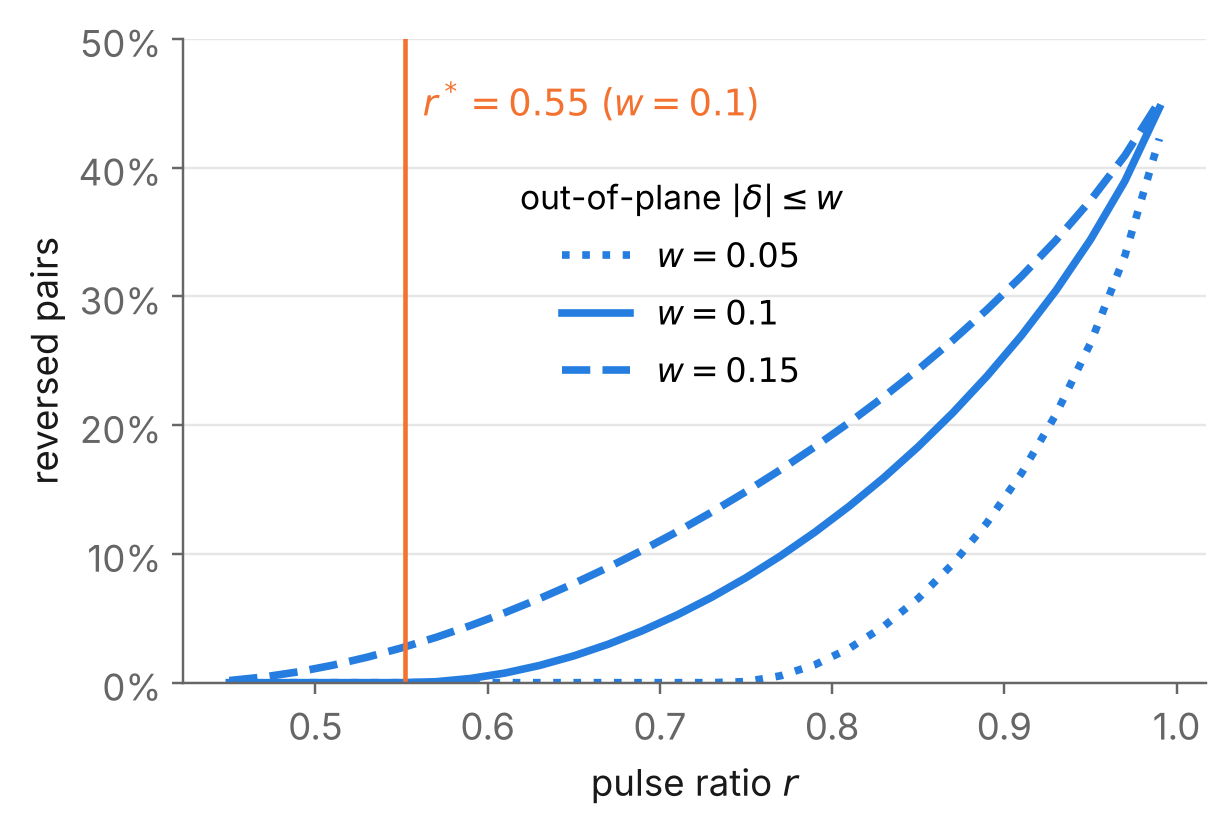 50%
40%
30%
20%
10%
0%
reversed pairs
r* = 0.55 (w = 0.1)
out-of-plane |δ| ≤ w
w = 0.05
w = 0.1
w = 0.15
0.5 0.6 0.7 0.8 0.9 1.0
pulse ratio r